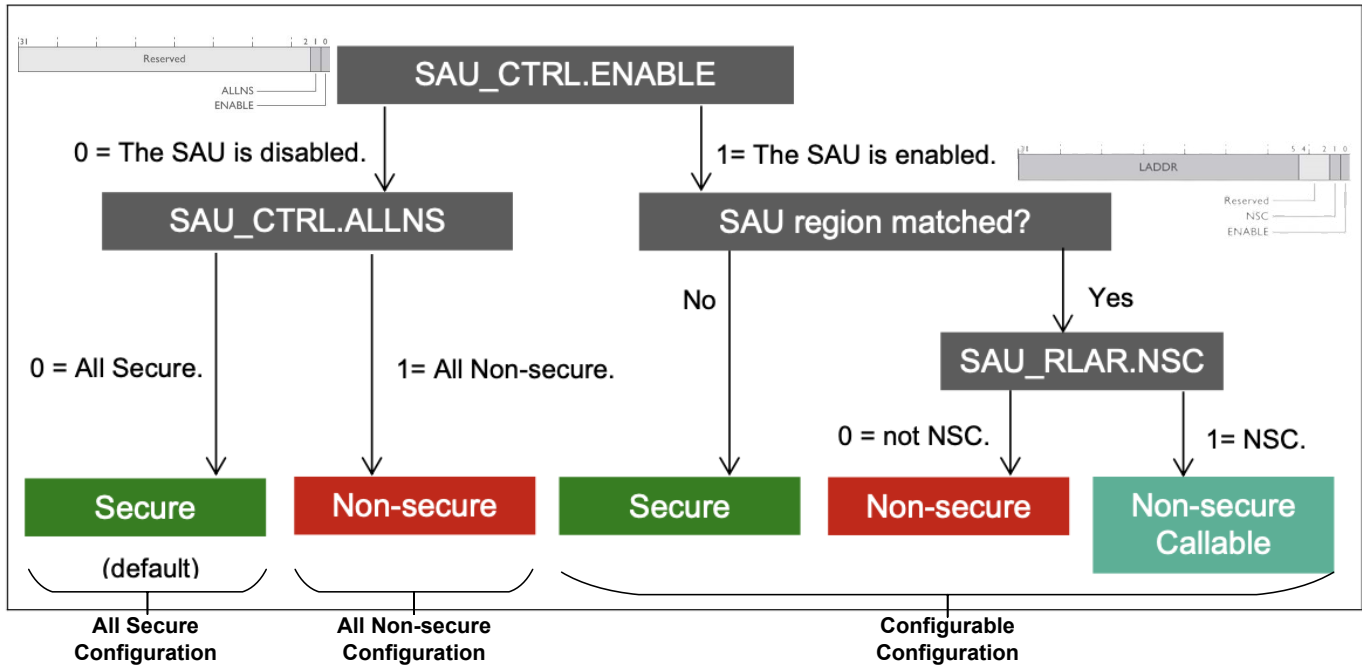 31 2 1 0
Reserved
ALLNS
ENABLE
SAU_CTRL.ENABLE
0 = The SAU is disabled.
1= The SAU is enabled.
31 5 4 2 1 0
LADDR
Reserved
NSC
ENABLE
SAU_CTRL.ALLNS
SAU region matched?
No
Yes
0 = All Secure.
1= All Non-secure.
SAU_RLAR.NSC
0 = not NSC.
1= NSC.
Secure
Non-secure
Secure
Non-secure
Non-secure
Callable
(default)
All Secure
Configuration
All Non-secure
Configuration
Configurable
Configuration